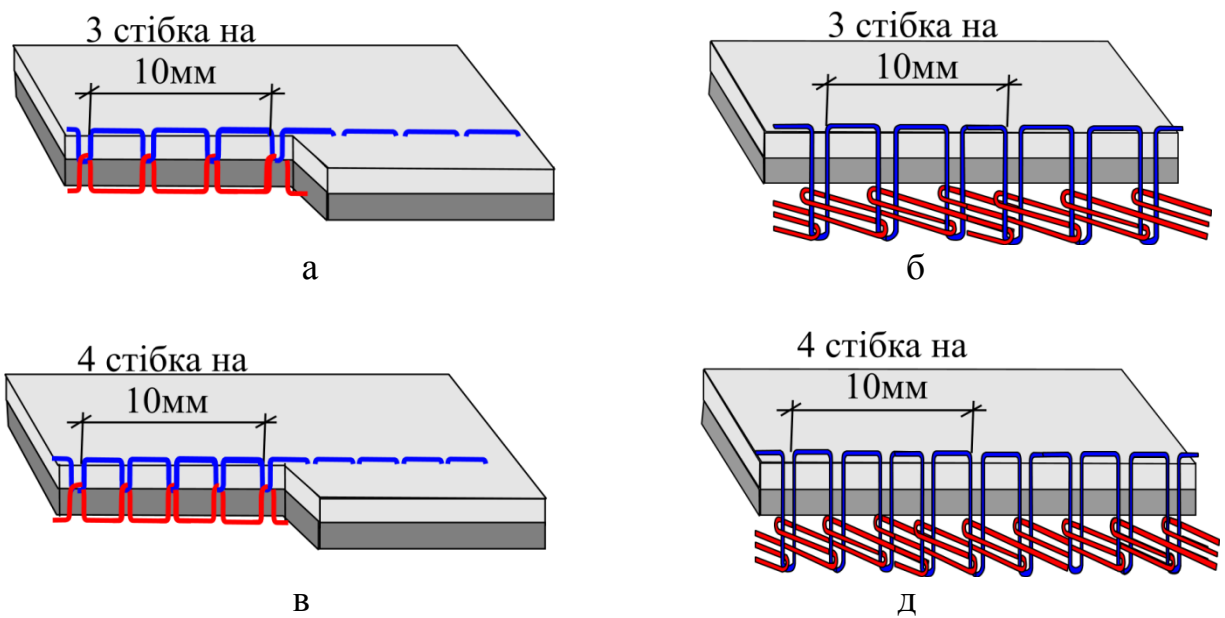 3 стібка на
10мм
а
3 стібка на
10мм
б
4 стібка на
10мм
в
4 стібка на
10мм
д